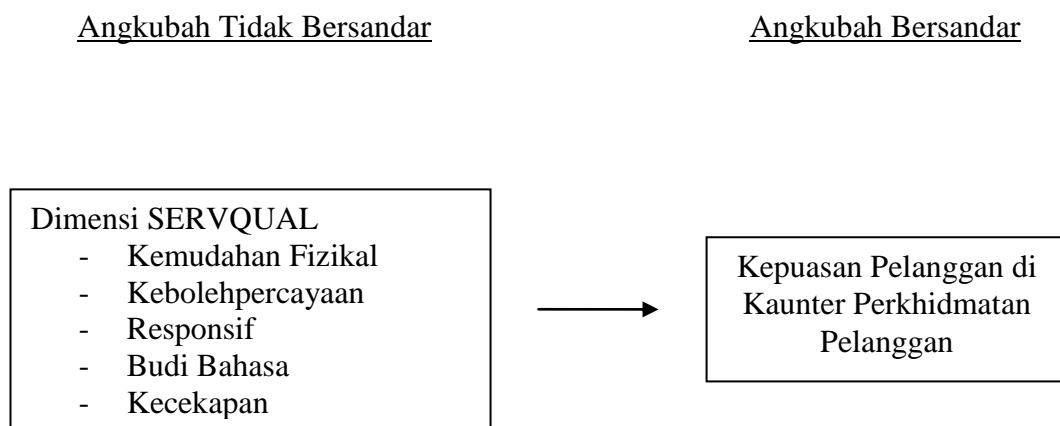 Angkubah Tidak Bersandar
Angkubah Bersandar
Dimensi SERVQUAL
- Kemudahan Fizikal
- Kebolehpercayaan
- Responsif
- Budi Bahasa
- Kecekapan
Kepuasan Pelanggan di
Kaunter Perkhidmatan
Pelanggan